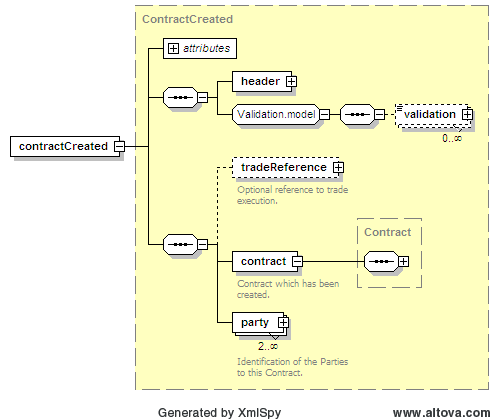 ContractCreated
attributes
header
Validation.model
validation
0..∞
contractCreated
tradeReference
Optional reference to trade
execution.
Contract
contract
Contract which has been
created.
party
2..∞
Identification of the Parties
to this Contract.
Generated by XmlSpy
www.altova.com